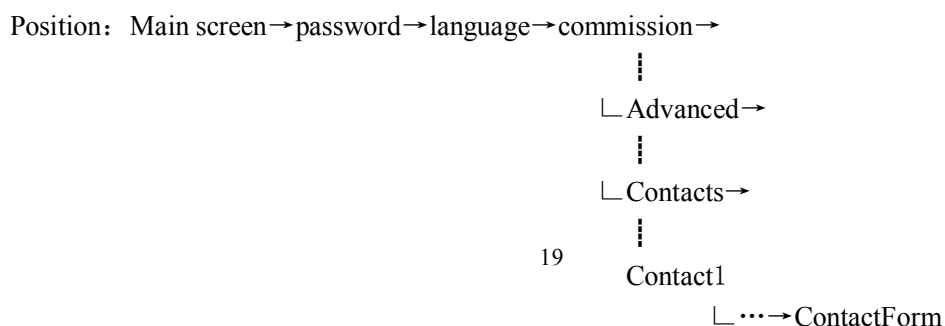 Position：Main screen→password→language→commission→
┋
∟Advanced→
┋
∟Contacts→
┋
19
Contact1
∟…→ContactForm